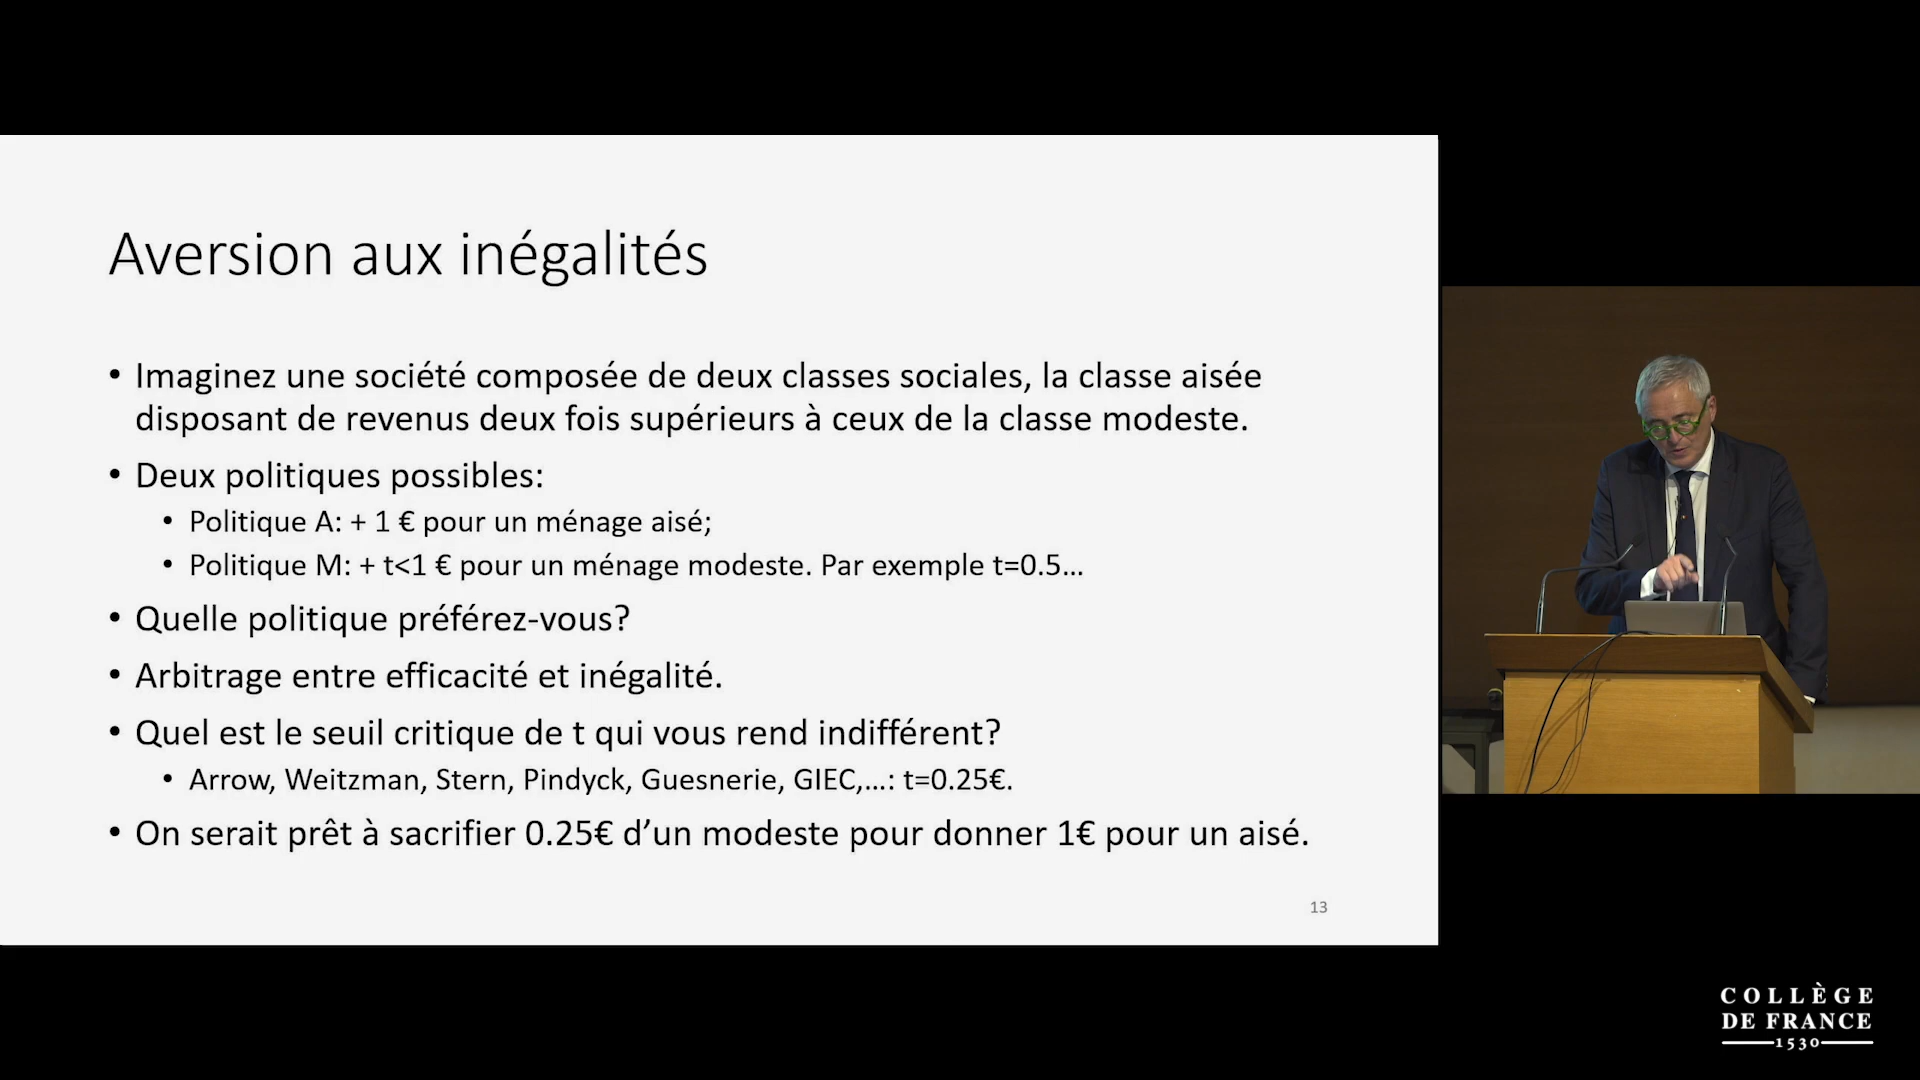 Aversion aux inégalités
• Imaginez une société composée de deux classes sociales, la classe aisée
disposant de revenus deux fois supérieurs à ceux de la classe modeste.
• Deux politiques possibles:
• Politique A: + 1 € pour un ménage aisé;
• Politique M: + t<1 € pour un ménage modeste. Par exemple t=0.5…
• Quelle politique préférez-vous?
• Arbitrage entre efficacité et inégalité.
• Quel est le seuil critique de t qui vous rend indifférent?
• Arrow, Weitzman, Stern, Pindyck, Guesnerie, GIEC,…: t=0.25€.
• On serait prêt à sacrifier 0.25€ d’un modeste pour donner 1€ pour un aisé.
13
COLLÈGE
DE FRANCE
1530